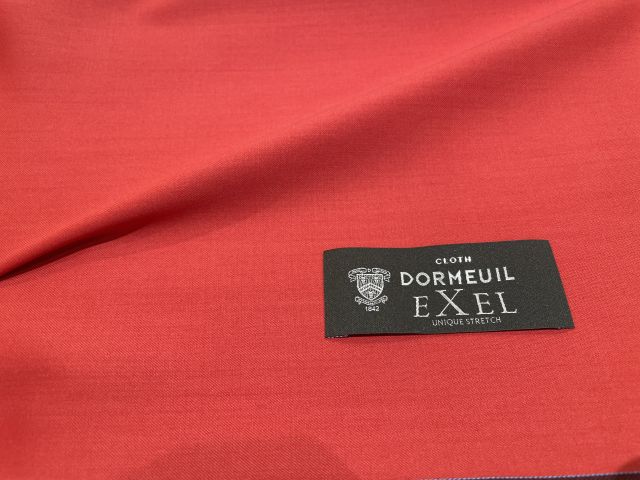 CLOTH
DORMEUIL
EXEL
UNIQUE STRETCH
1842